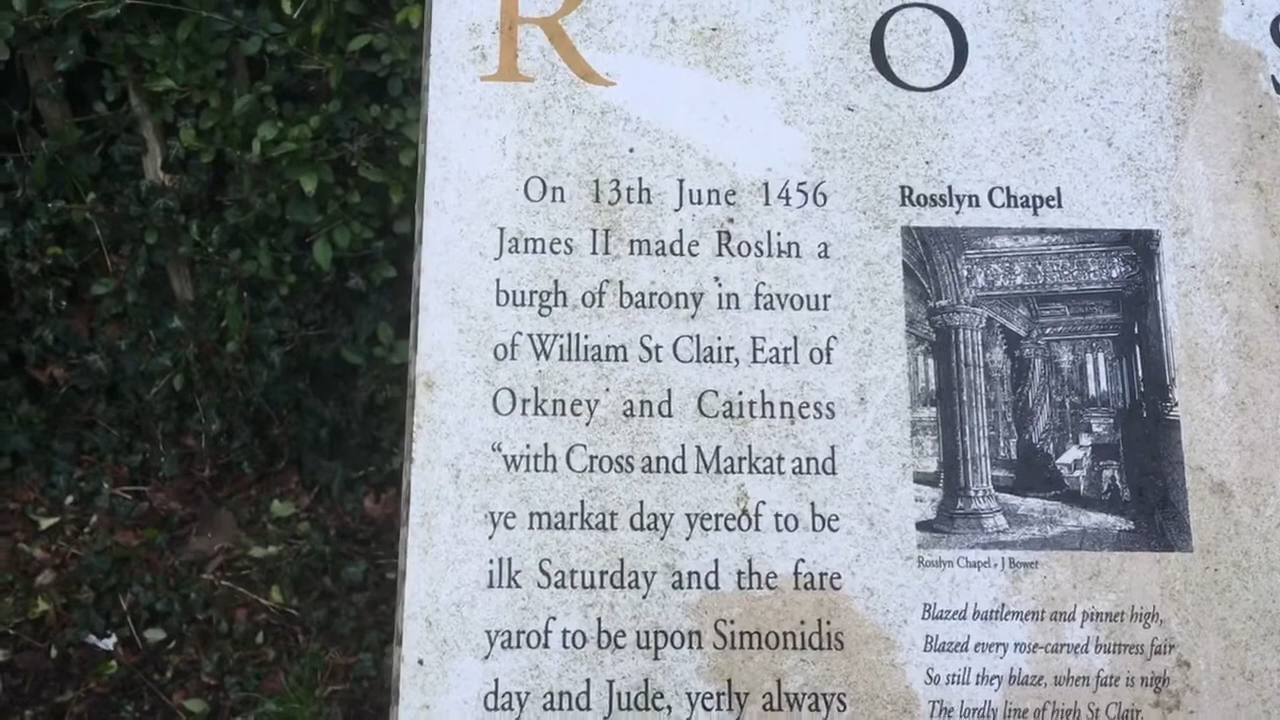 R O S
On 13th June 1456
James II made Roslin a
burgh of barony in favour
of William St Clair, Earl of
Orkney and Caithness
“with Cross and Markat and
ye markat day yereof to be
ilk Saturday and the fare
yarof to be upon Simonidis
day and Jude, yerly always
Rosslyn Chapel
Rosslyn Chapel - J Bowet
Blazed battlement and pinnet high,
Blazed every rose-carved buttress fair
So still they blaze, when fate is nigh
The lordly line of high St Clair.